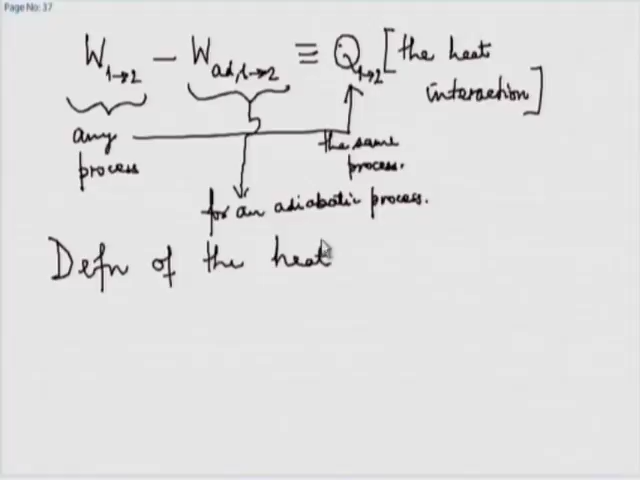 Page No: 37
W₁→₂ − W_ad,1→2 ≡ Q₁→₂ [the heat
interaction]
any
process
the same
process.
for an adiabatic process.
Defn of the heat